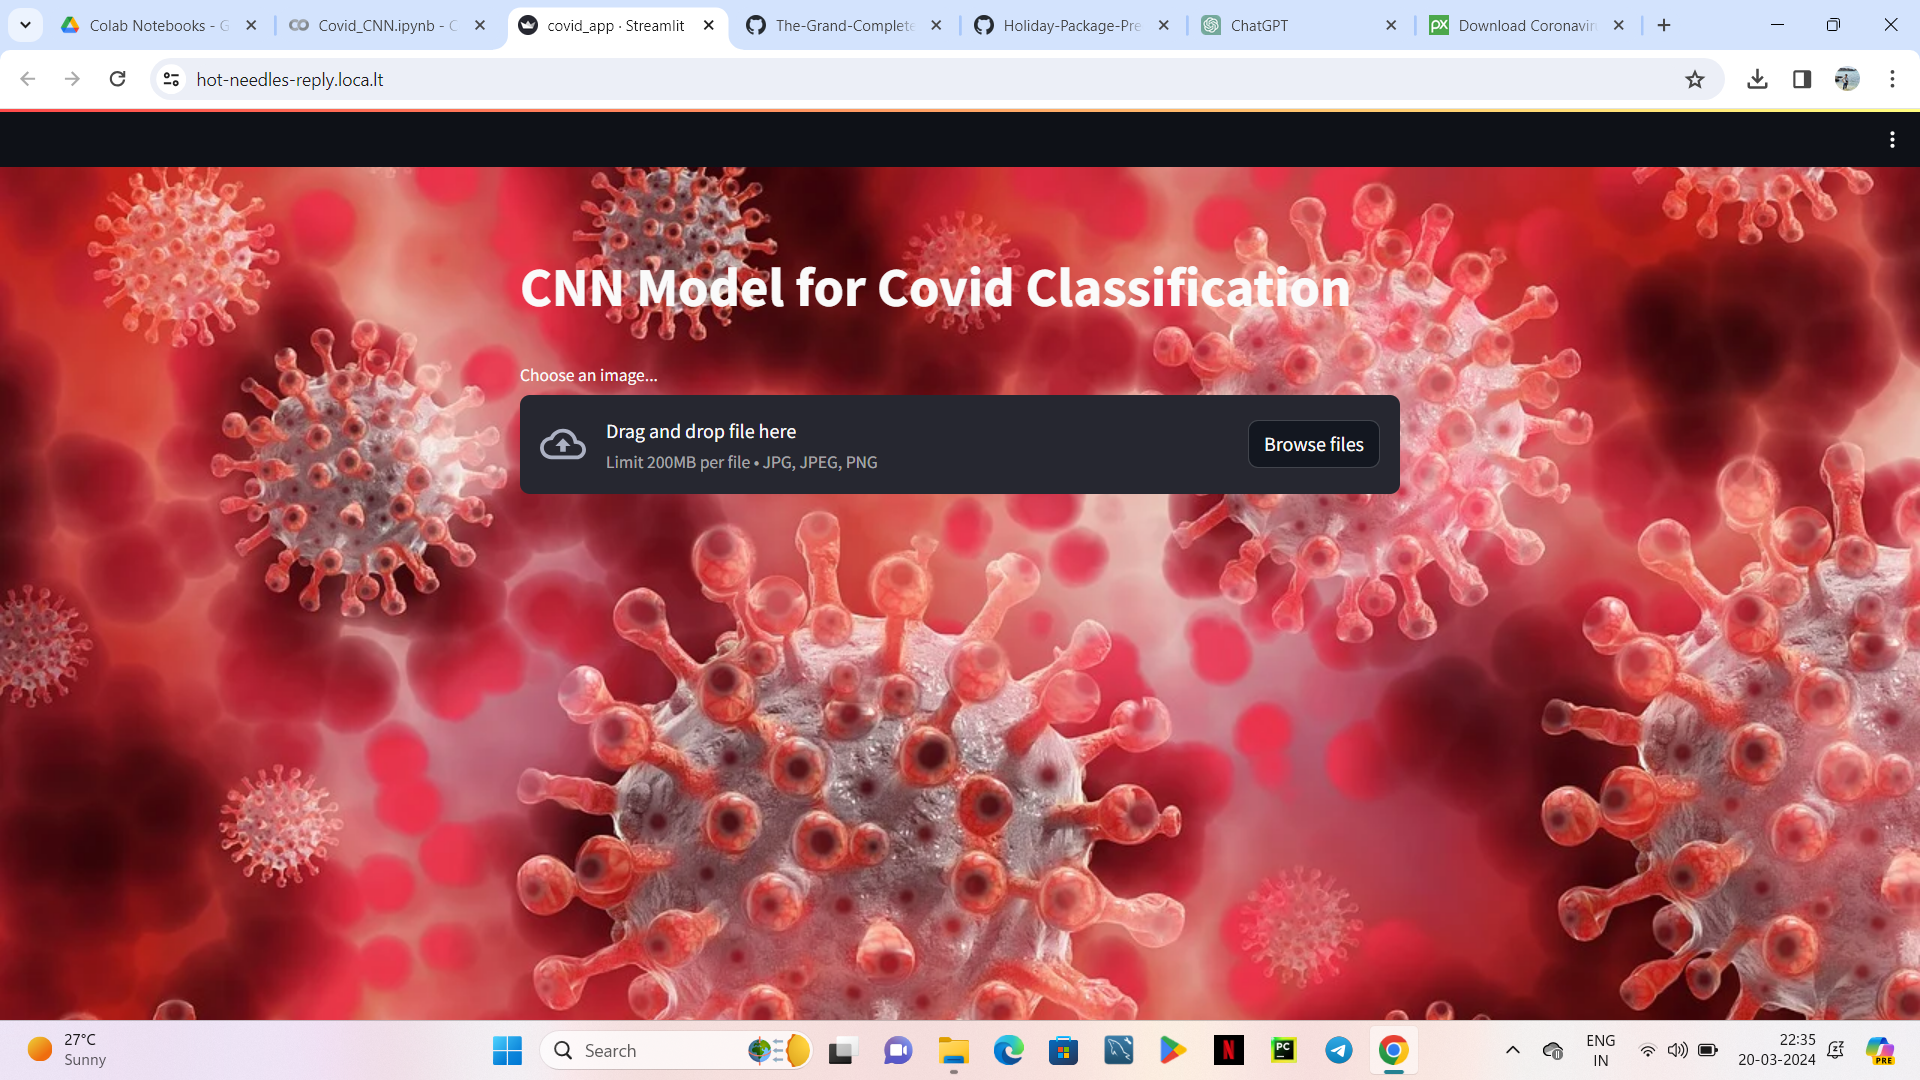 Colab Notebooks - G
Covid_CNN.ipynb - C
covid_app · Streamlit
The-Grand-Complete
Holiday-Package-Pre
ChatGPT
Download Coronavir
hot-needles-reply.loca.lt
CNN Model for Covid Classification
Choose an image...
Drag and drop file here
Limit 200MB per file • JPG, JPEG, PNG
Browse files
27°C
Sunny
Search
PC
N
ENG
IN
22:35
20-03-2024
PRE